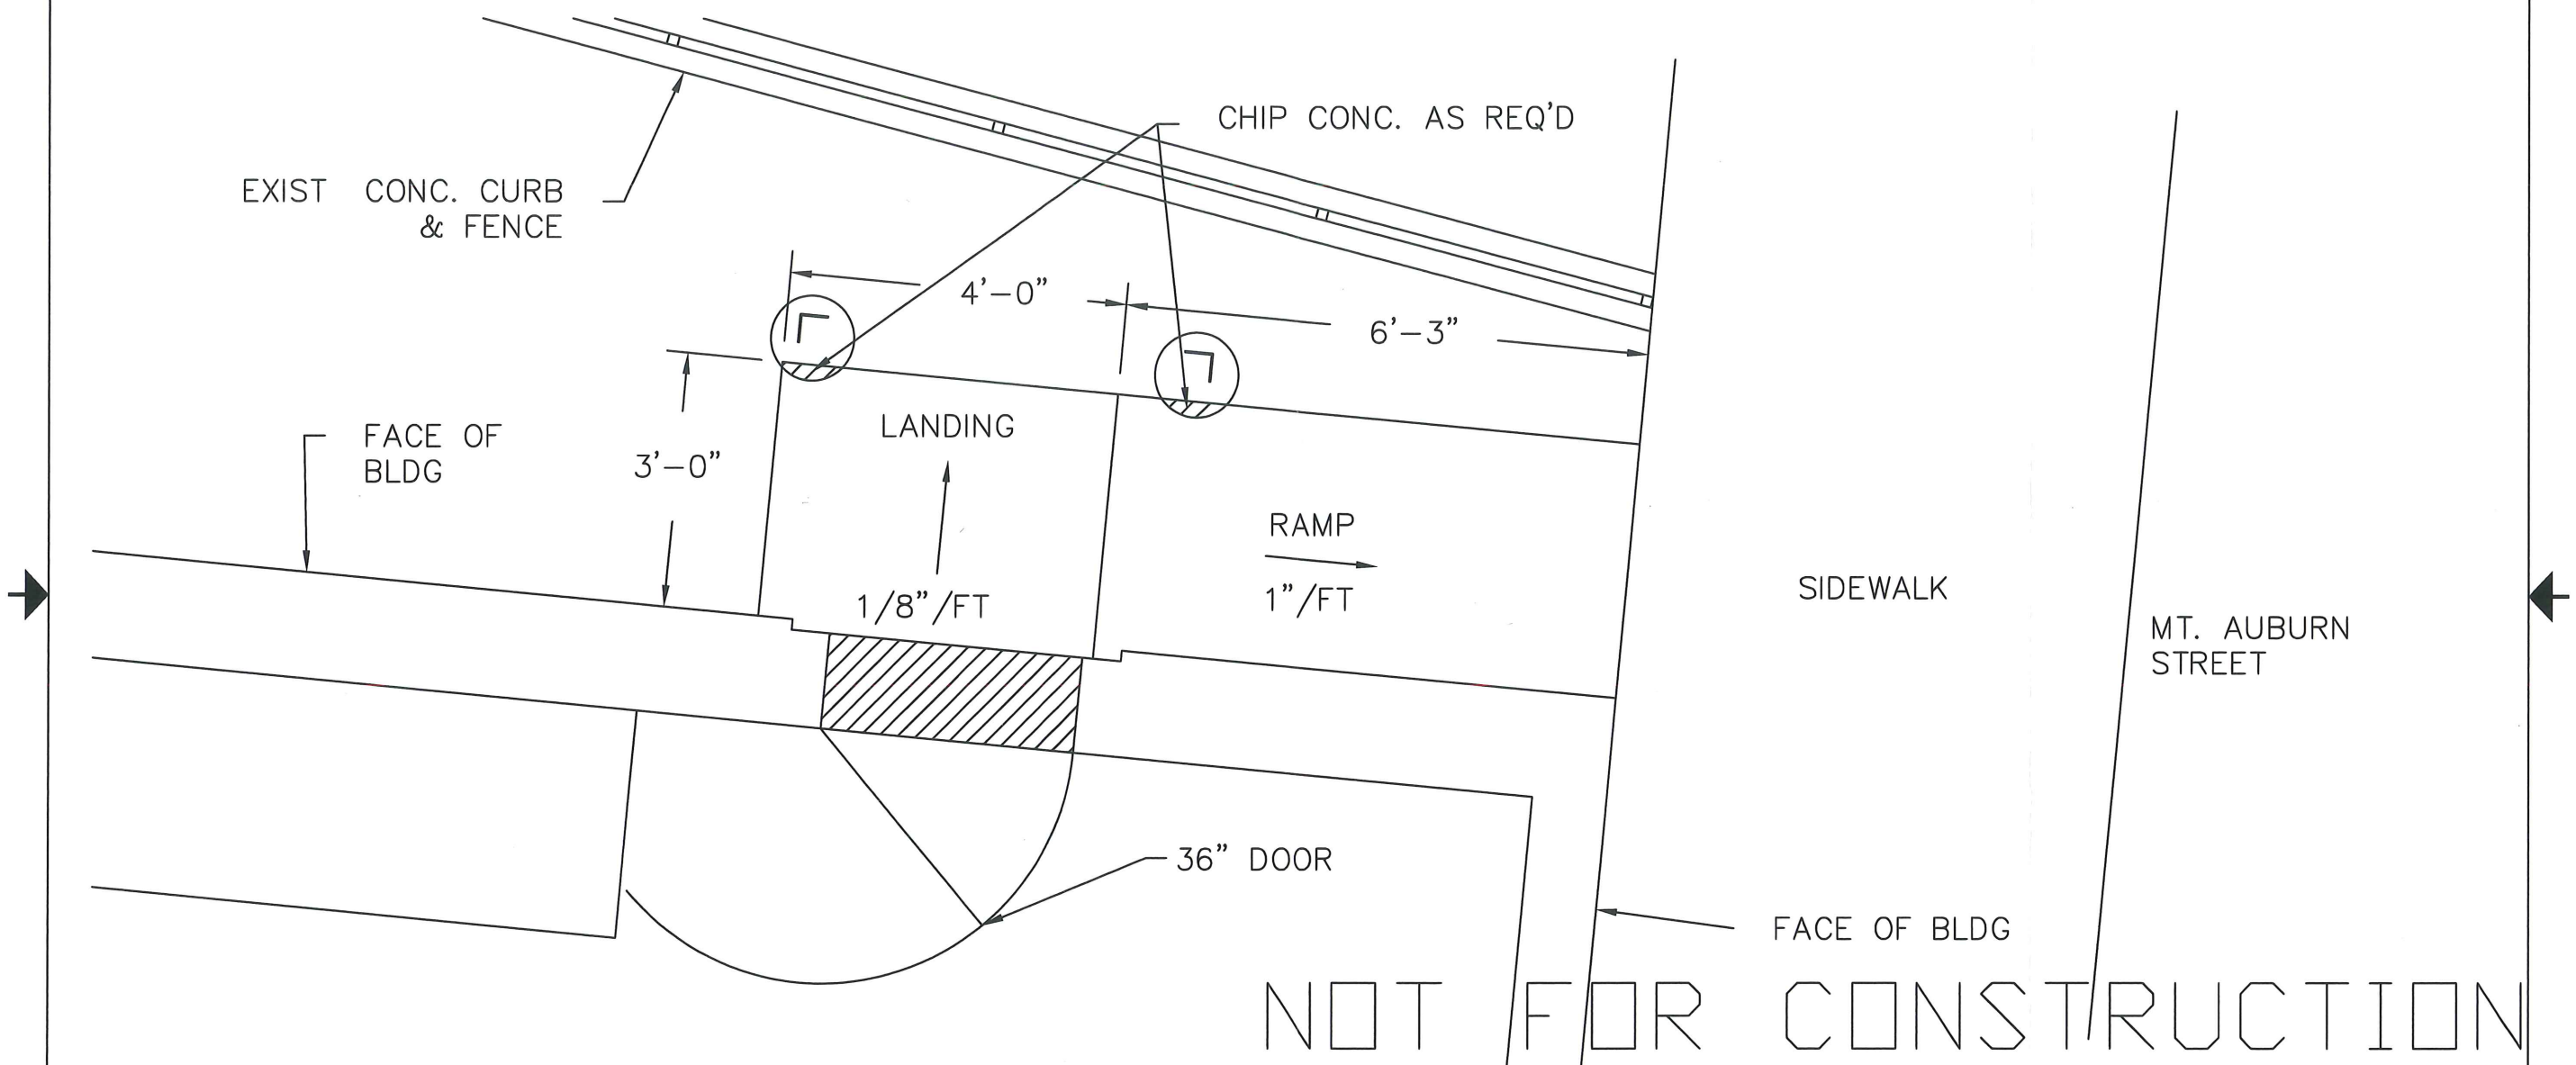 CHIP CONC. AS REQ'D
EXIST CONC. CURB
& FENCE
4'-0"
6'-3"
LANDING
FACE OF
BLDG
3'-0"
RAMP
1/8"/FT
1"/FT
SIDEWALK
MT. AUBURN
STREET
36" DOOR
FACE OF BLDG
NOT FOR CONSTRUCTION